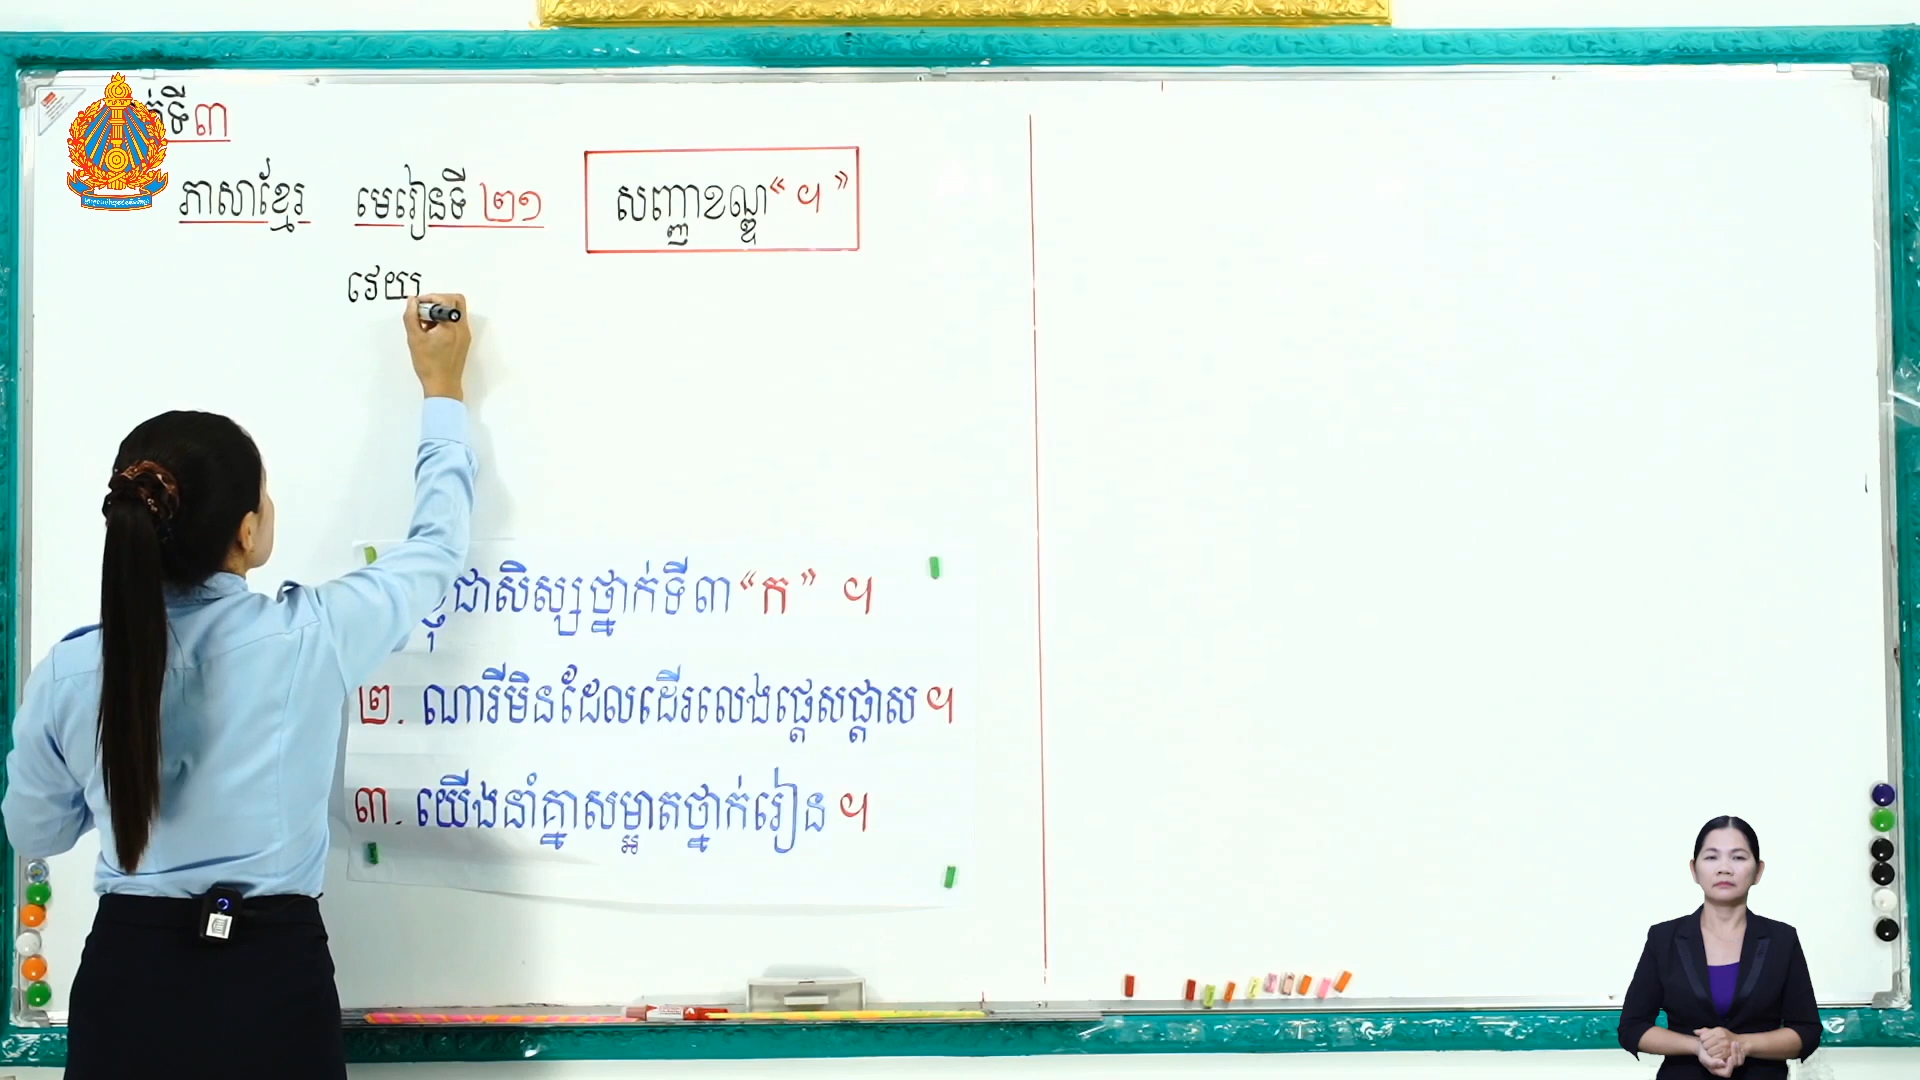 ទី៣
ភាសាខ្មែរ មេរៀនទី ២១ សញ្ញាខណ្ឌ“ ។ ”
វេយ
ជាសិស្សថ្នាក់ទី៣“ក” ។
២. ណារីមិនដែលដើរលេងផ្ដេសផ្ដាស។
៣. យើងនាំគ្នាសម្អាតថ្នាក់រៀន។